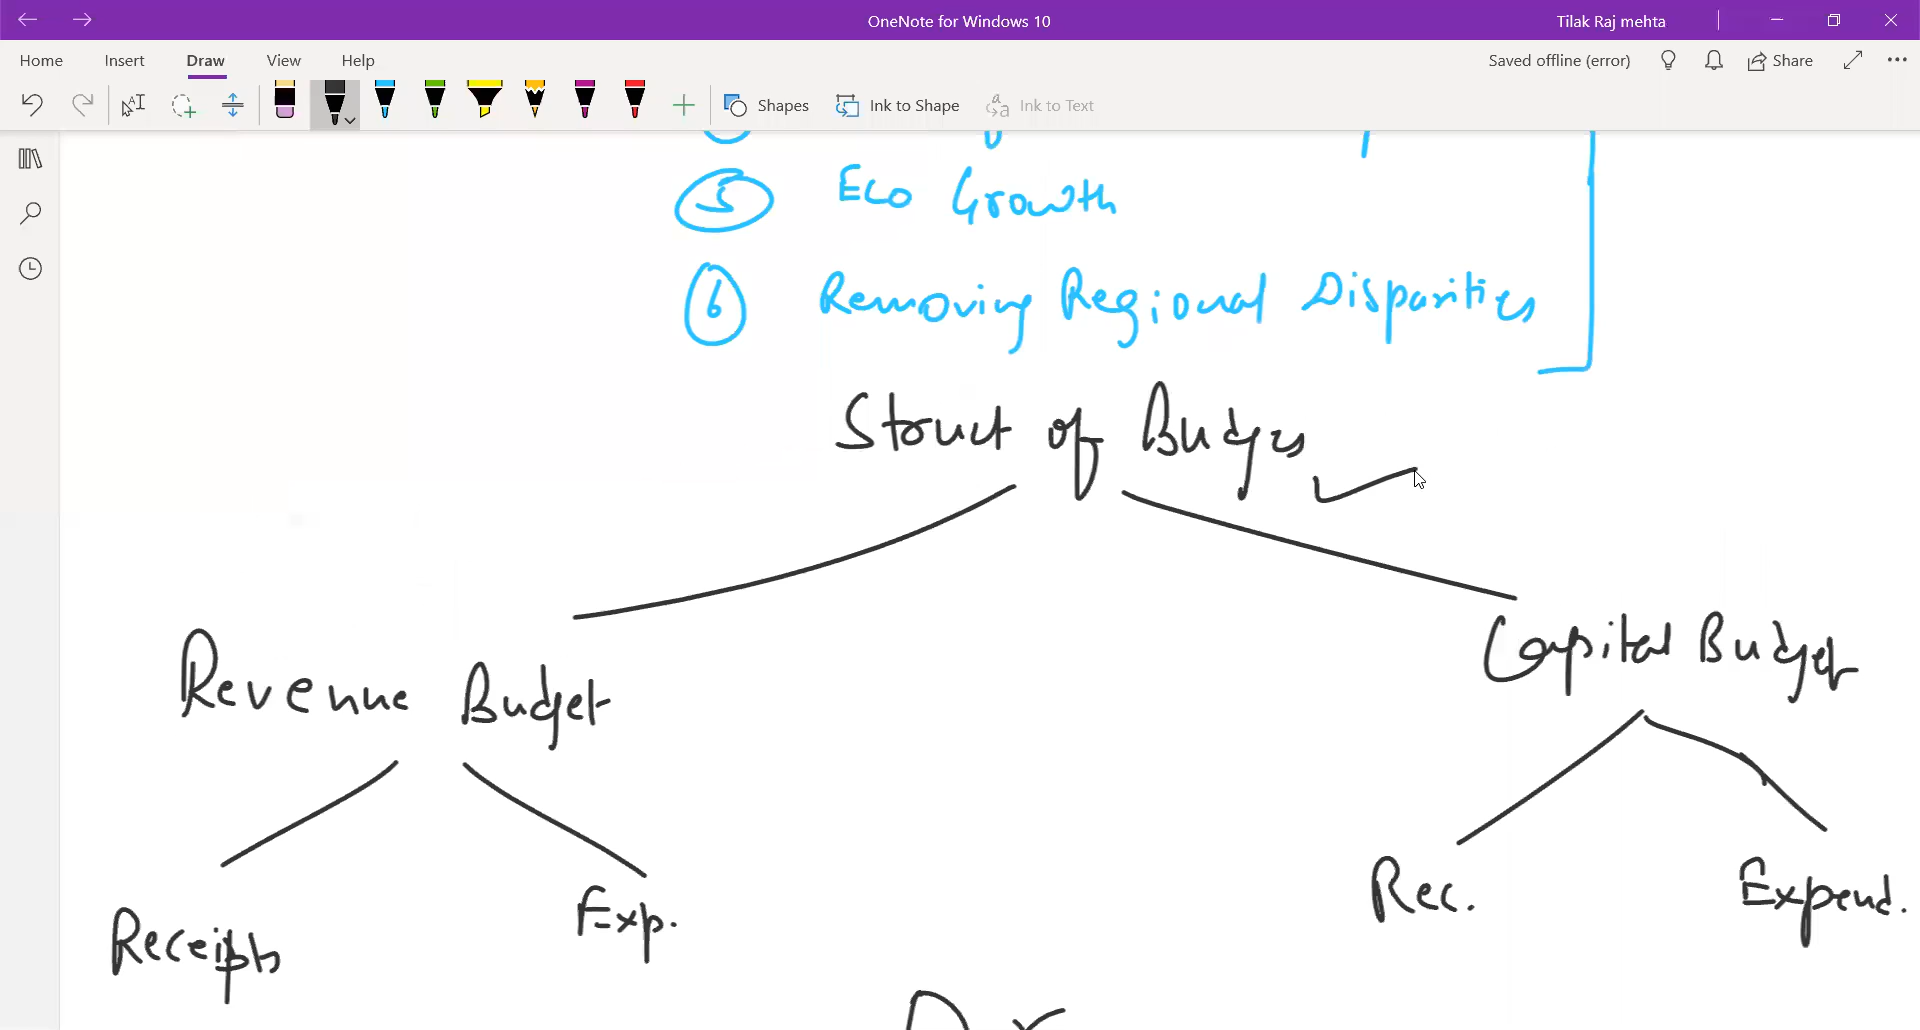 OneNote for Windows 10
Tilak Raj mehta
Home Insert Draw View Help
Saved offline (error) Share
Shapes Ink to Shape Ink to Text
5 Eco Growth
6 Removing Regional Disparities
Struct of Budges
Revenue Budget Capital Budget
Receipts Exp. Rec. Expend.